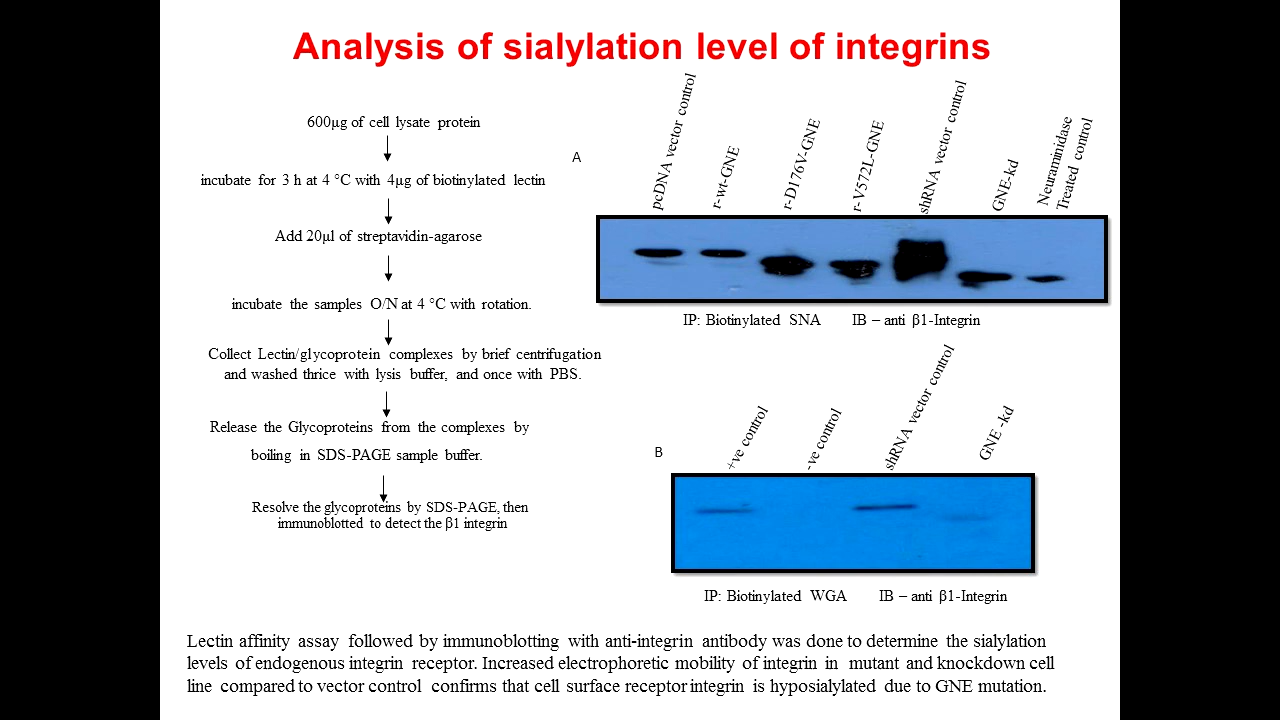 Analysis of sialylation level of integrins
600µg of cell lysate protein
incubate for 3 h at 4 °C with 4µg of biotinylated lectin
Add 20µl of streptavidin-agarose
incubate the samples O/N at 4 °C with rotation.
Collect Lectin/glycoprotein complexes by brief centrifugation
and washed thrice with lysis buffer, and once with PBS.
Release the Glycoproteins from the complexes by
boiling in SDS-PAGE sample buffer.
Resolve the glycoproteins by SDS-PAGE, then
immunoblotted to detect the β1 integrin
A
pcDNA vector control
r-wt-GNE
r-D176V-GNE
r-V572L-GNE
shRNA vector control
GNE-kd
Neuraminidase
Treated control
IP: Biotinylated SNA IB – anti β1-Integrin
B
+ve control
-ve control
shRNA vector control
GNE -kd
IP: Biotinylated WGA IB – anti β1-Integrin
Lectin affinity assay followed by immunoblotting with anti-integrin antibody was done to determine the sialylation
levels of endogenous integrin receptor. Increased electrophoretic mobility of integrin in mutant and knockdown cell
line compared to vector control confirms that cell surface receptor integrin is hyposialylated due to GNE mutation.